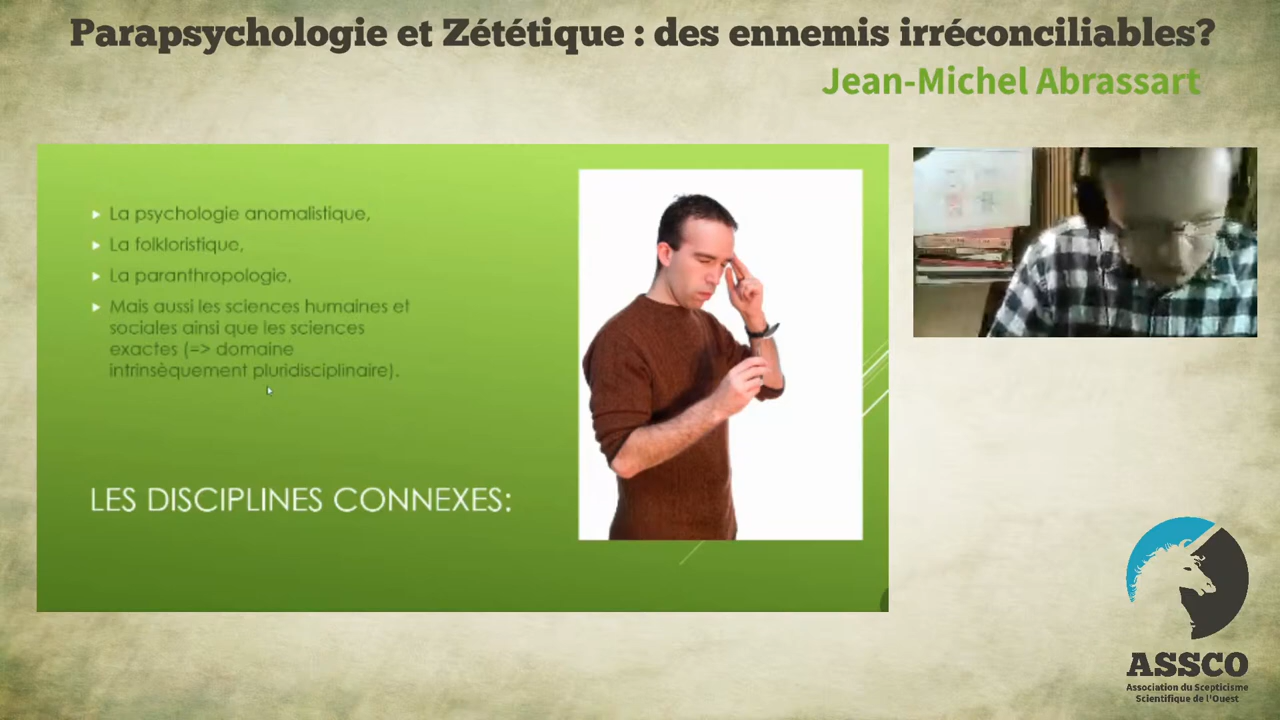 Parapsychologie et Zététique : des ennemis irréconciliables?
Jean-Michel Abrassart
La psychologie anomalistique,
La folkloristique,
La paranthropologie,
Mais aussi les sciences humaines et
sociales ainsi que les sciences
exactes (=> domaine
intrinsèquement pluridisciplinaire).
LES DISCIPLINES CONNEXES:
ASSCO
Association du Scepticisme
Scientifique de l'Ouest